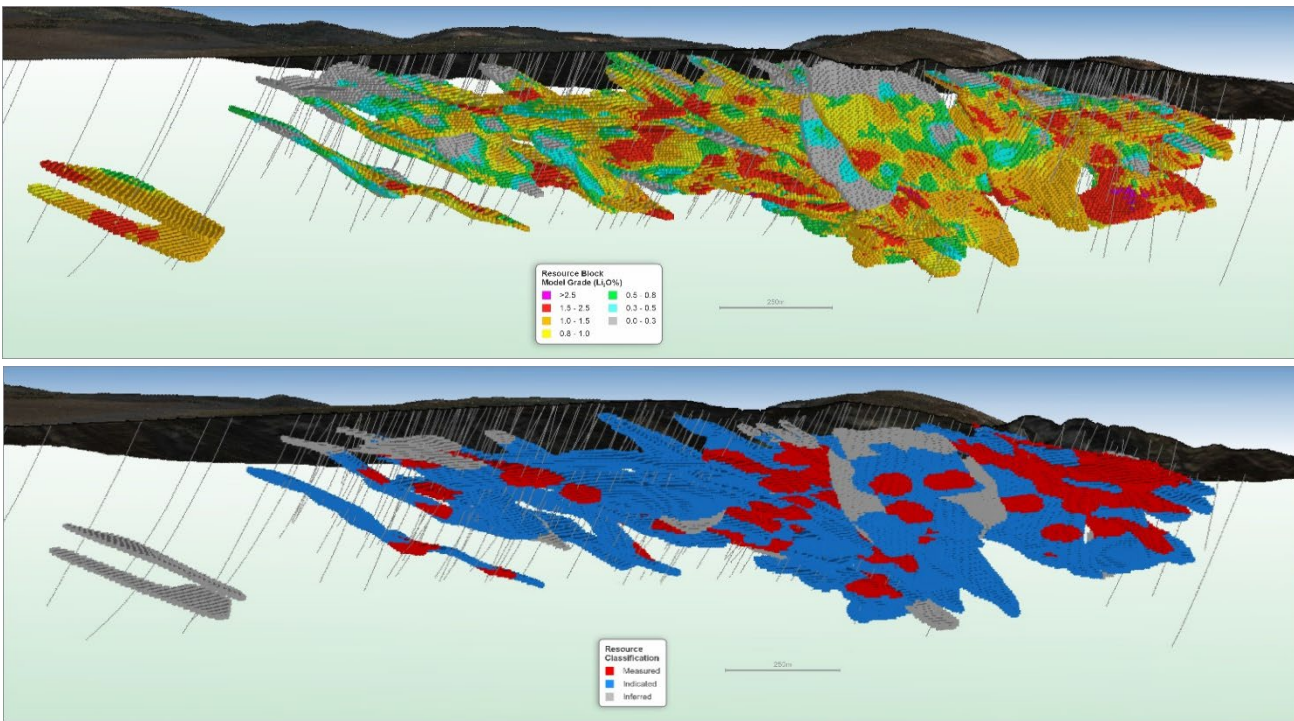 Resource Block
Model Grade (Li₂O%)
>2.5
1.5 - 2.5
1.0 - 1.5
0.8 - 1.0
0.5 - 0.8
0.3 - 0.5
0.0 - 0.3
250m
Resource
Classification
Measured
Indicated
Inferred
250m